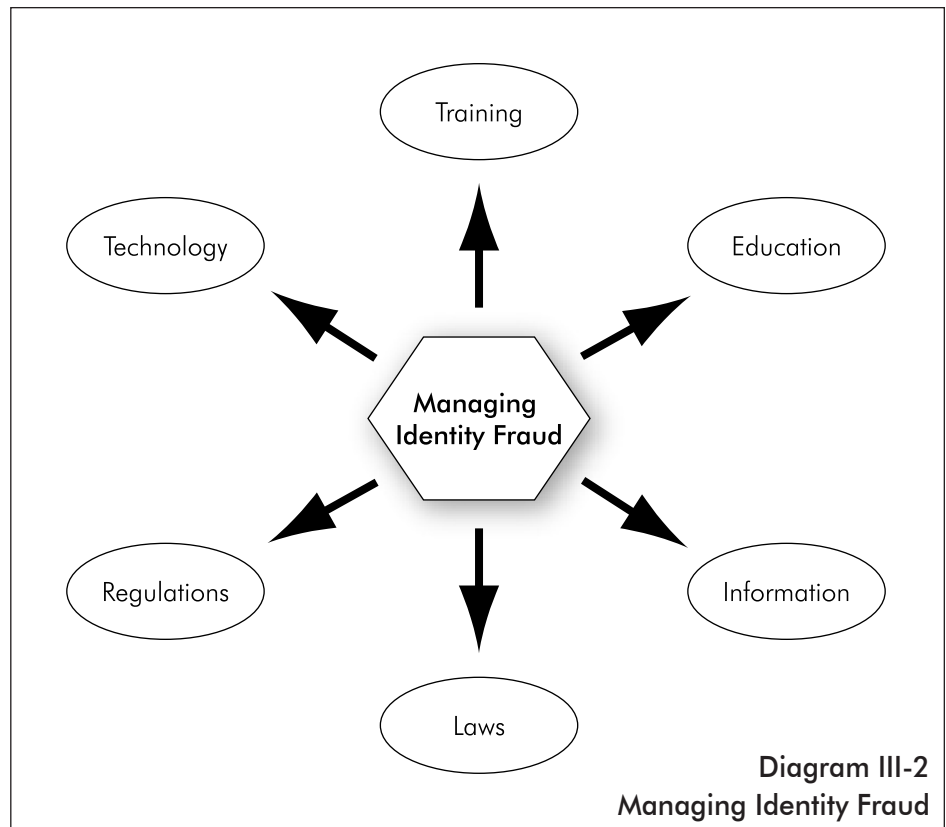 Training
Technology
Education
Managing
Identity Fraud
Regulations
Information
Laws
Diagram III-2
Managing Identity Fraud